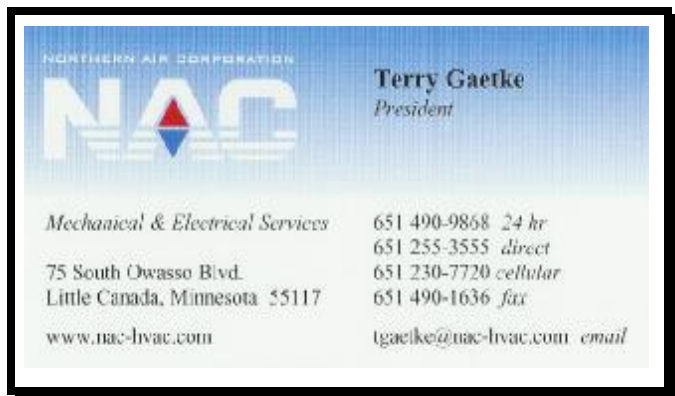 NORTHERN AIR CORPORATION
NAC
Terry Gaetke
President
Mechanical & Electrical Services
75 South Owasso Blvd.
Little Canada, Minnesota 55117
www.nac-hvac.com
651 490-9868 24 hr
651 255-3555 direct
651 230-7720 cellular
651 490-1636 fax
tgaetke@nac-hvac.com email